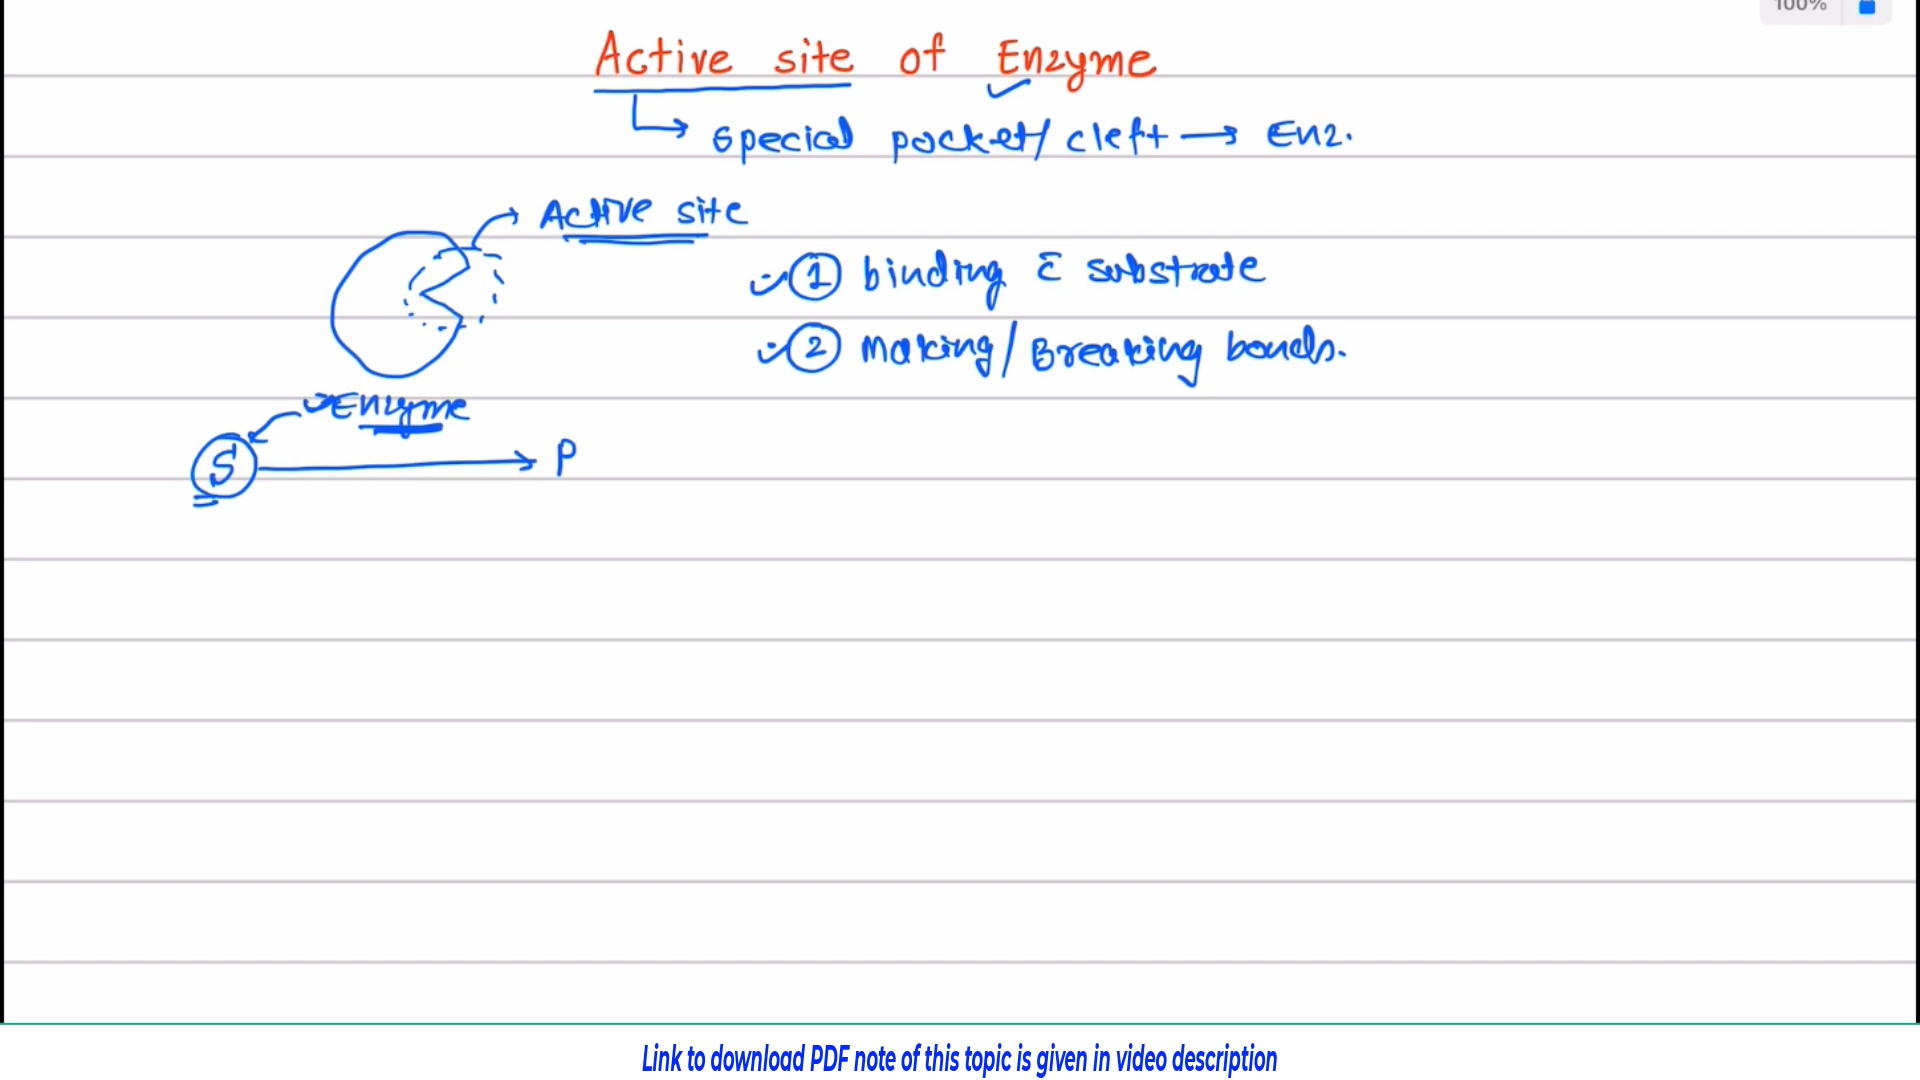 100%
Active site of Enzyme
special pocket/ cleft → Enz.
Active site
① binding c̄ substrate
② Making/Breaking bonds.
Enzyme
S → P
Link to download PDF note of this topic is given in video description